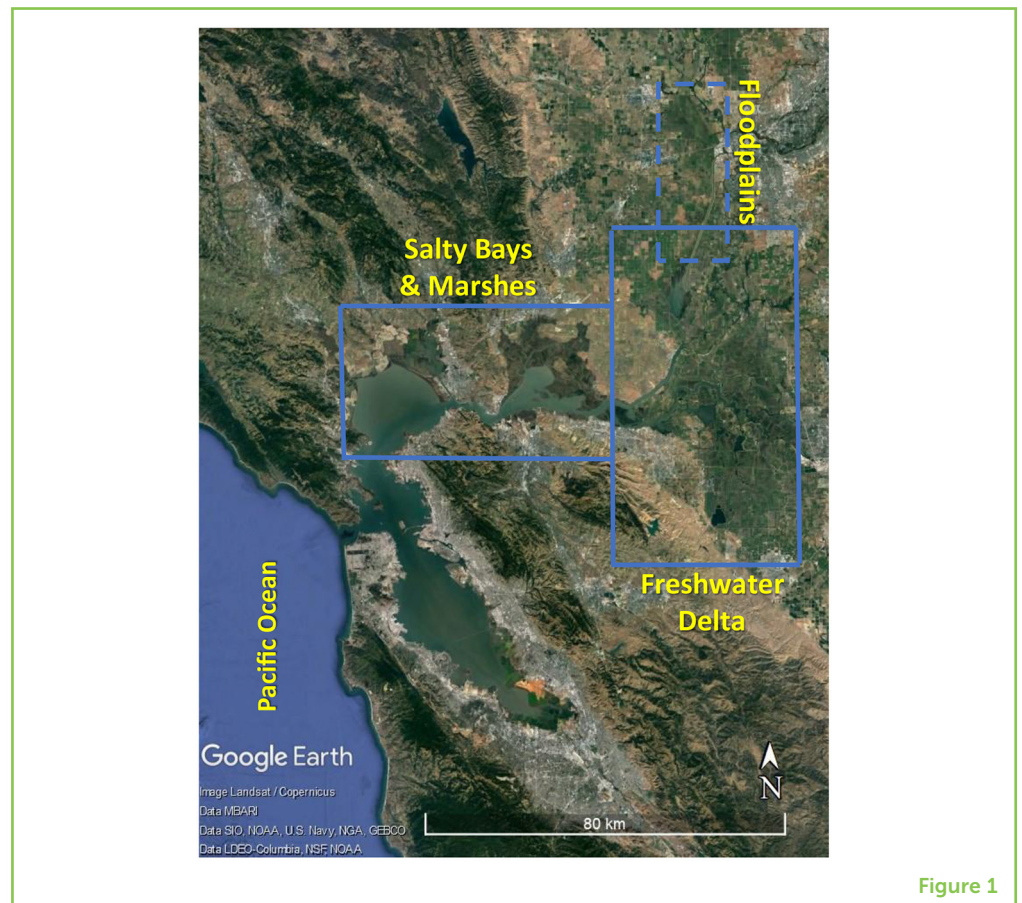 Floodplains
Salty Bays
& Marshes
Freshwater
Delta
Pacific Ocean
Google Earth
Image Landsat / Copernicus
Data MBARI
Data SIO, NOAA, U.S. Navy, NGA, GEBCO
Data LDEO-Columbia, NSF, NOAA
80 km
N
Figure 1